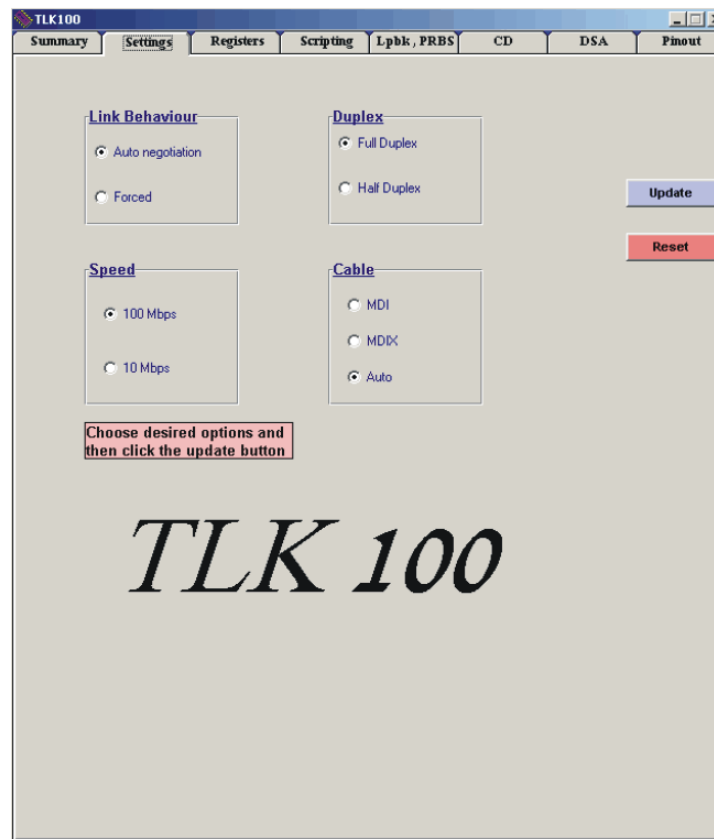 TLK100
Summary Settings Registers Scripting Lpbk , PRBS CD DSA Pinout
Link Behaviour
Auto negotiation
Forced
Duplex
Full Duplex
Half Duplex
Update
Reset
Speed
100 Mbps
10 Mbps
Cable
MDI
MDIX
Auto
Choose desired options and
then click the update button
TLK 100